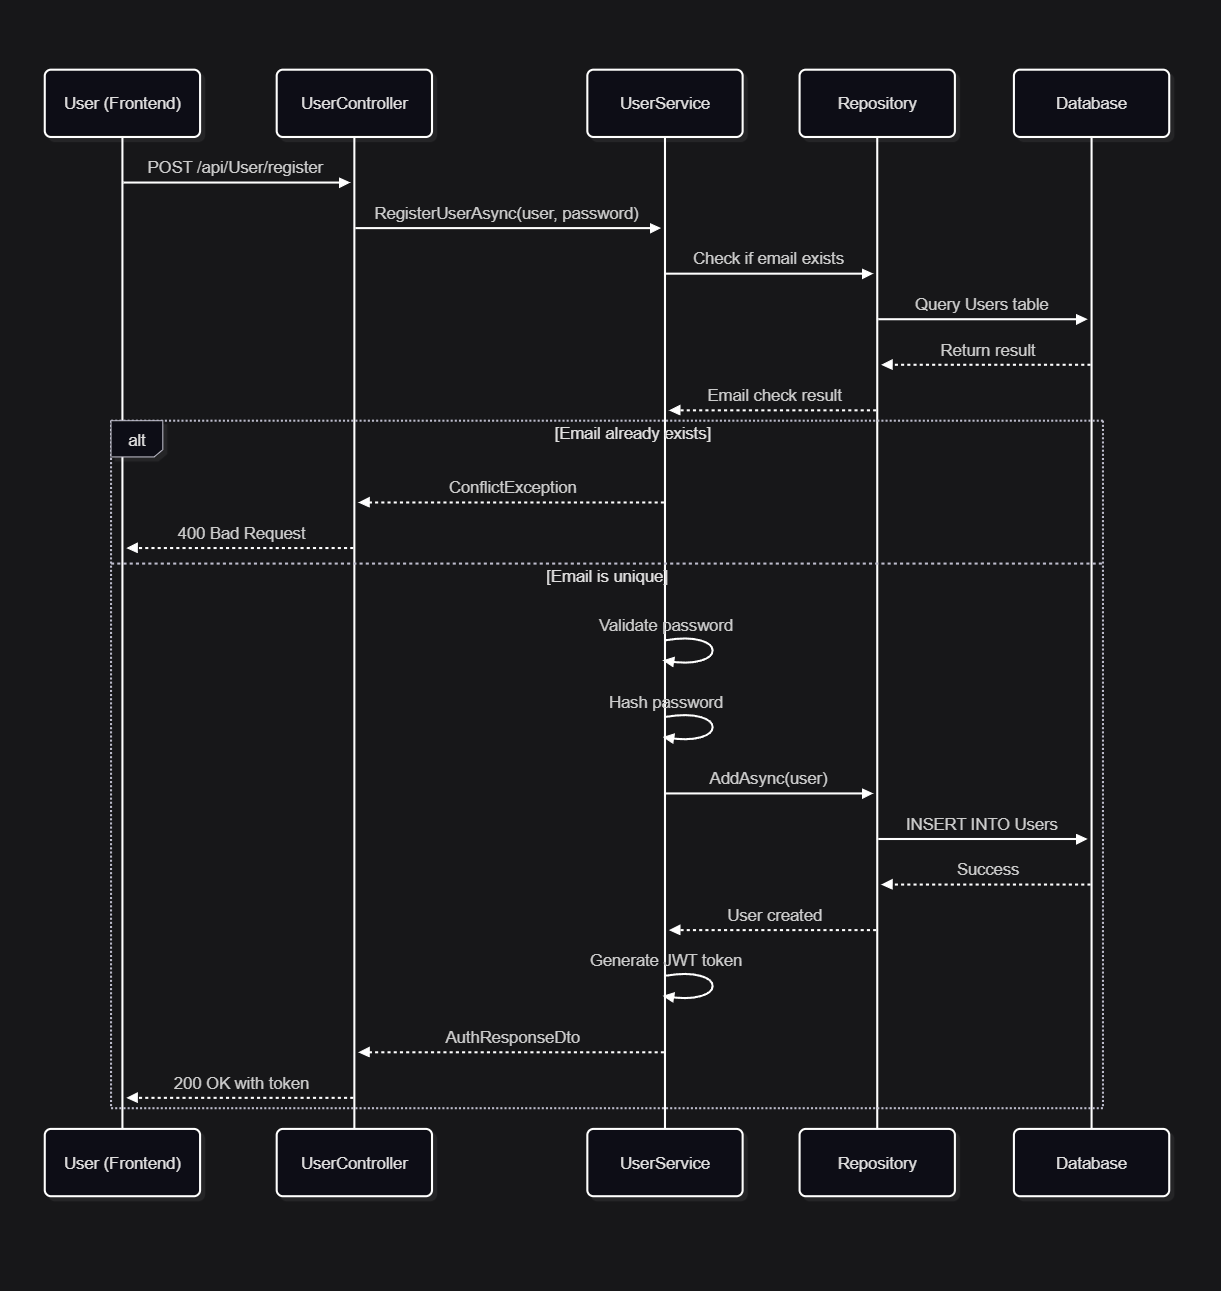 User (Frontend)
UserController
UserService
Repository
Database
POST /api/User/register
RegisterUserAsync(user, password)
Check if email exists
Query Users table
Return result
Email check result
alt
[Email already exists]
ConflictException
400 Bad Request
[Email is unique]
Validate password
Hash password
AddAsync(user)
INSERT INTO Users
Success
User created
Generate JWT token
AuthResponseDto
200 OK with token
User (Frontend)
UserController
UserService
Repository
Database